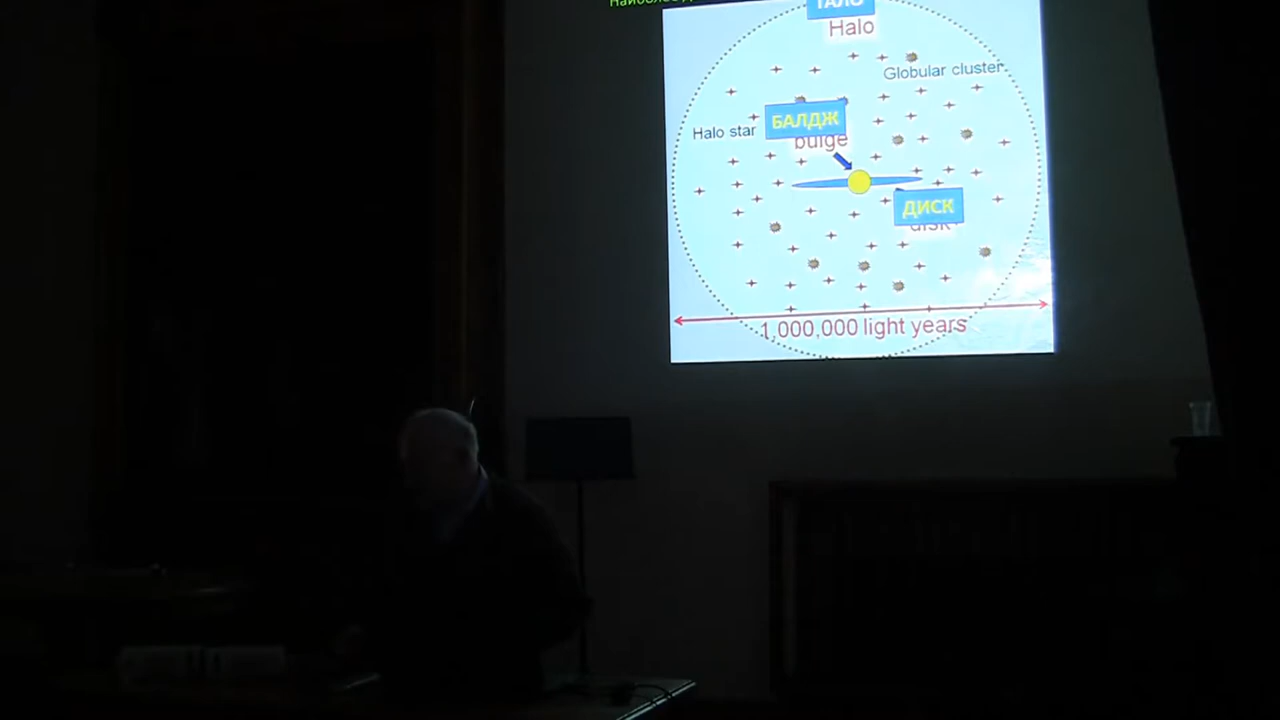 ГАЛО
Halo
Globular cluster
БАЛДЖ
Halo star
bulge
ДИСК
disk
1,000,000 light years